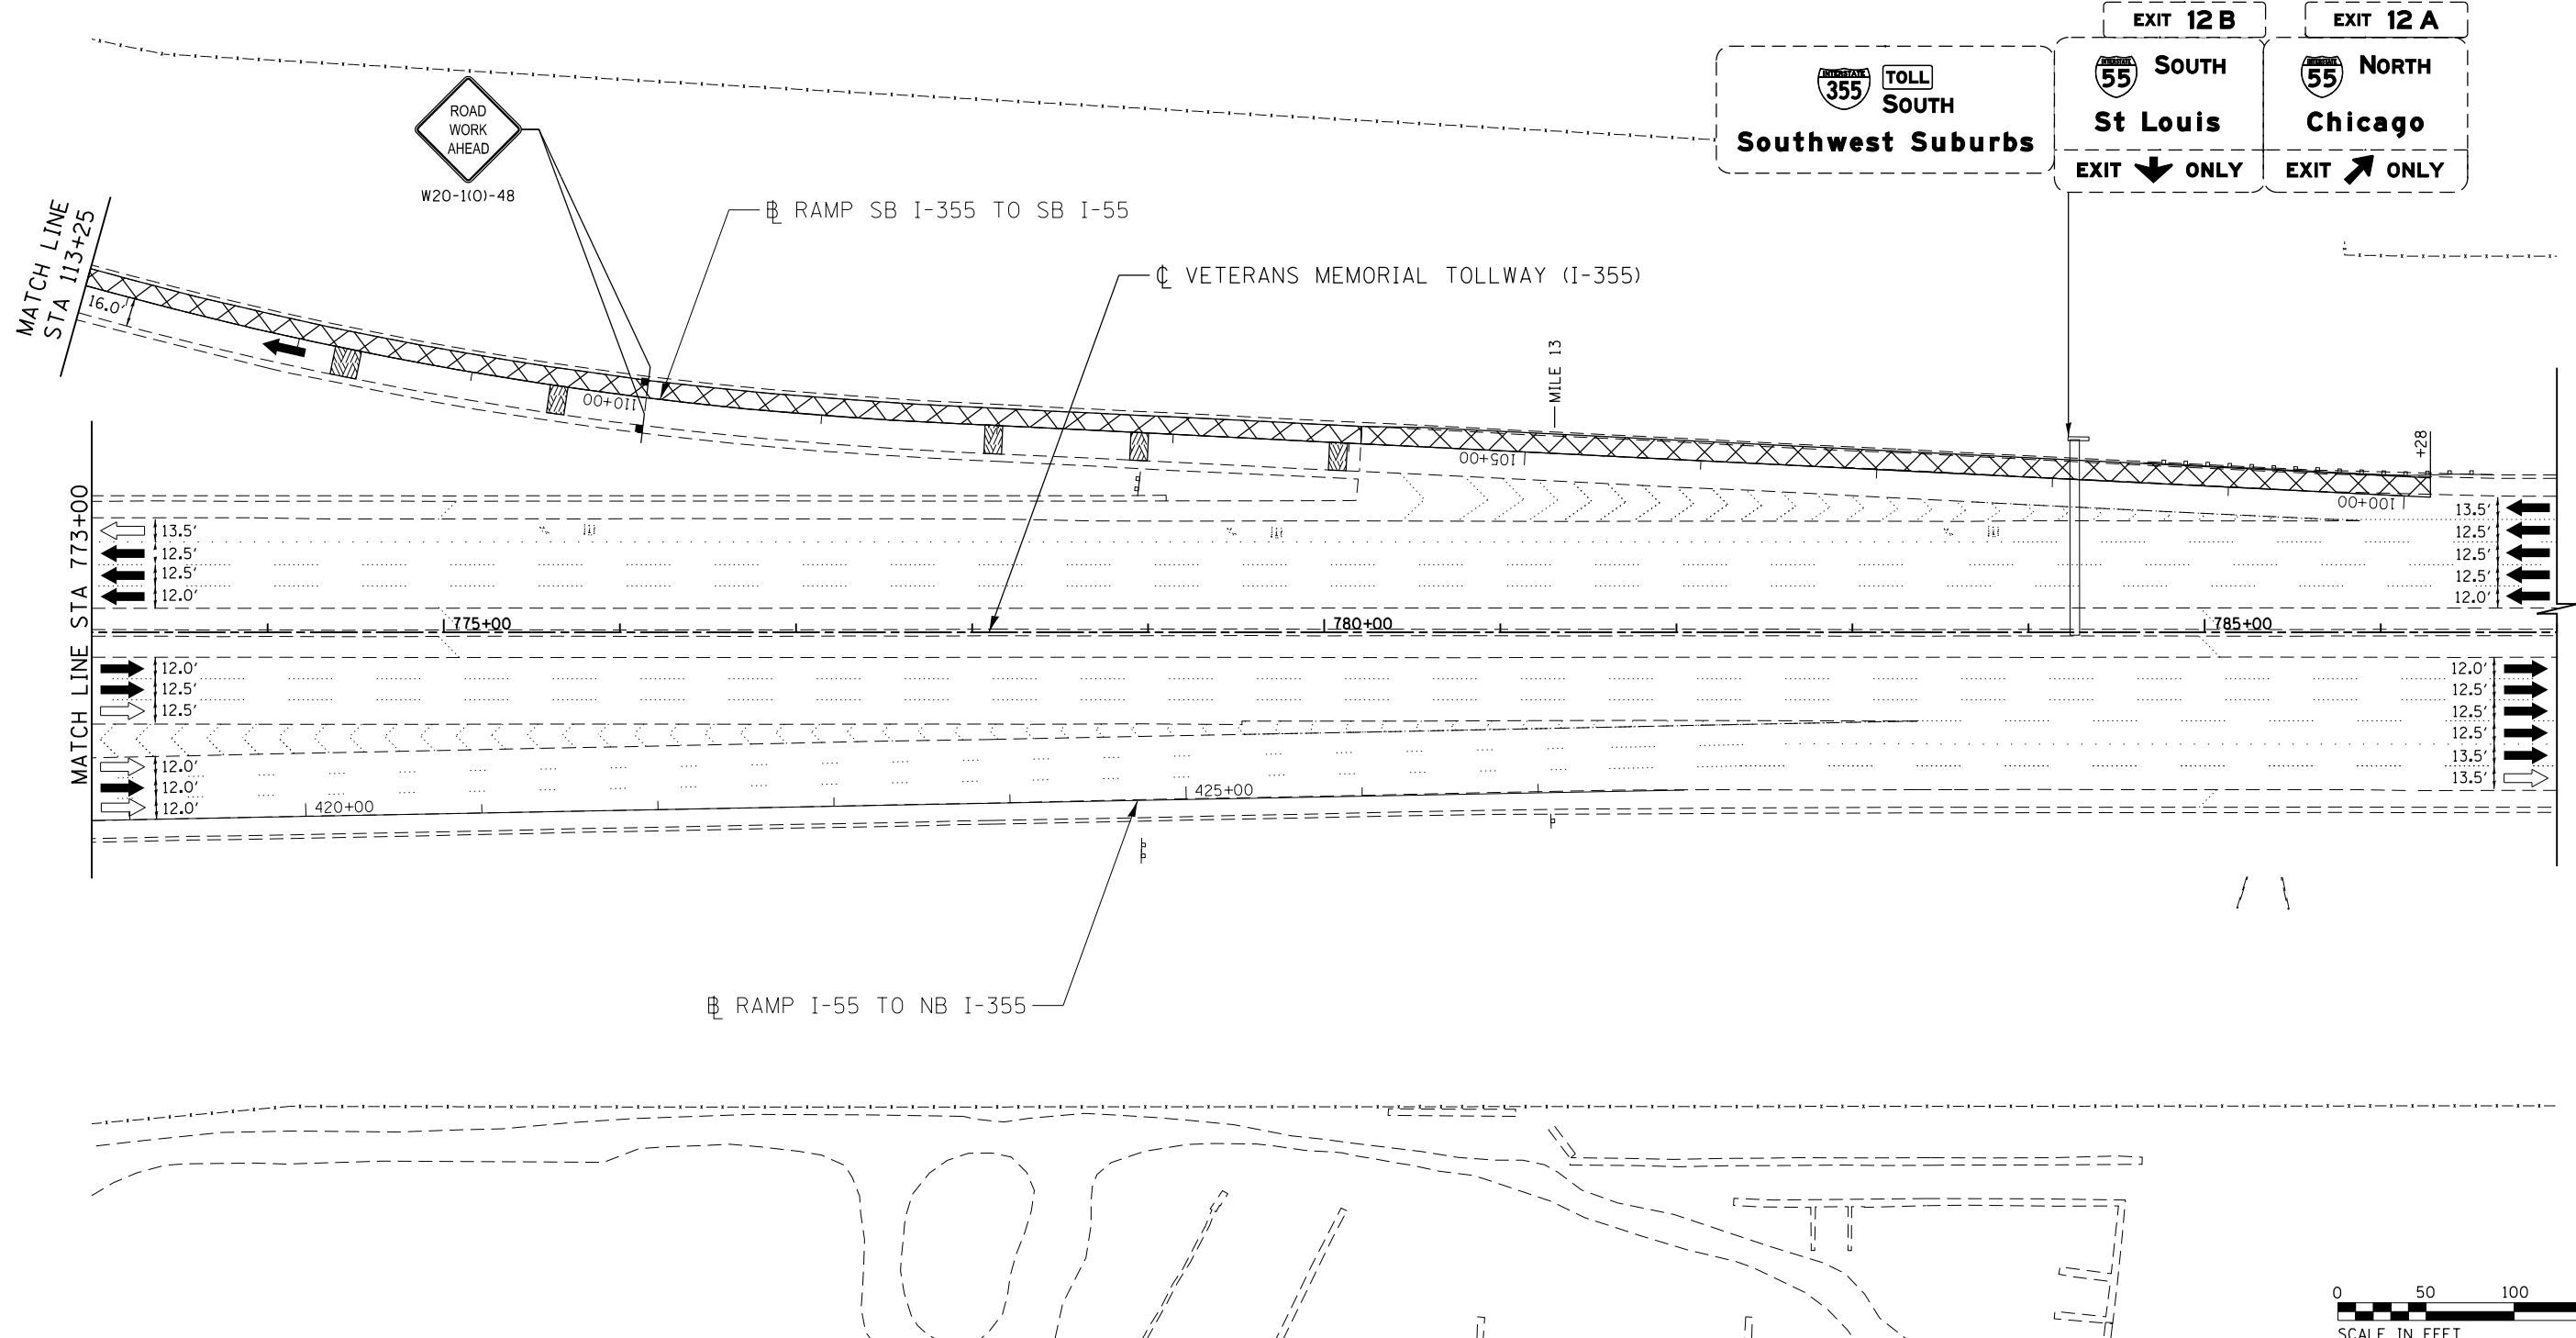 EXIT 12 B
EXIT 12 A
INTERSTATE 355 TOLL SOUTH
Southwest Suburbs
INTERSTATE 55 SOUTH
St Louis
EXIT ONLY
INTERSTATE 55 NORTH
Chicago
EXIT ONLY
ROAD
WORK
AHEAD
W20-1(O)-48
℔ RAMP SB I-355 TO SB I-55
℄ VETERANS MEMORIAL TOLLWAY (I-355)
MATCH LINE
STA 113+25
16.0'
110+00
MILE 13
105+00
+28
100+00
MATCH LINE STA 773+00
13.5'
12.5'
12.5'
12.0'
13.5'
12.5'
12.5'
12.5'
12.0'
775+00
780+00
785+00
12.0'
12.5'
12.5'
12.0'
12.0'
12.0'
12.0'
12.5'
12.5'
12.5'
13.5'
13.5'
420+00
425+00
℔ RAMP I-55 TO NB I-355
0 50 100
SCALE IN FEET